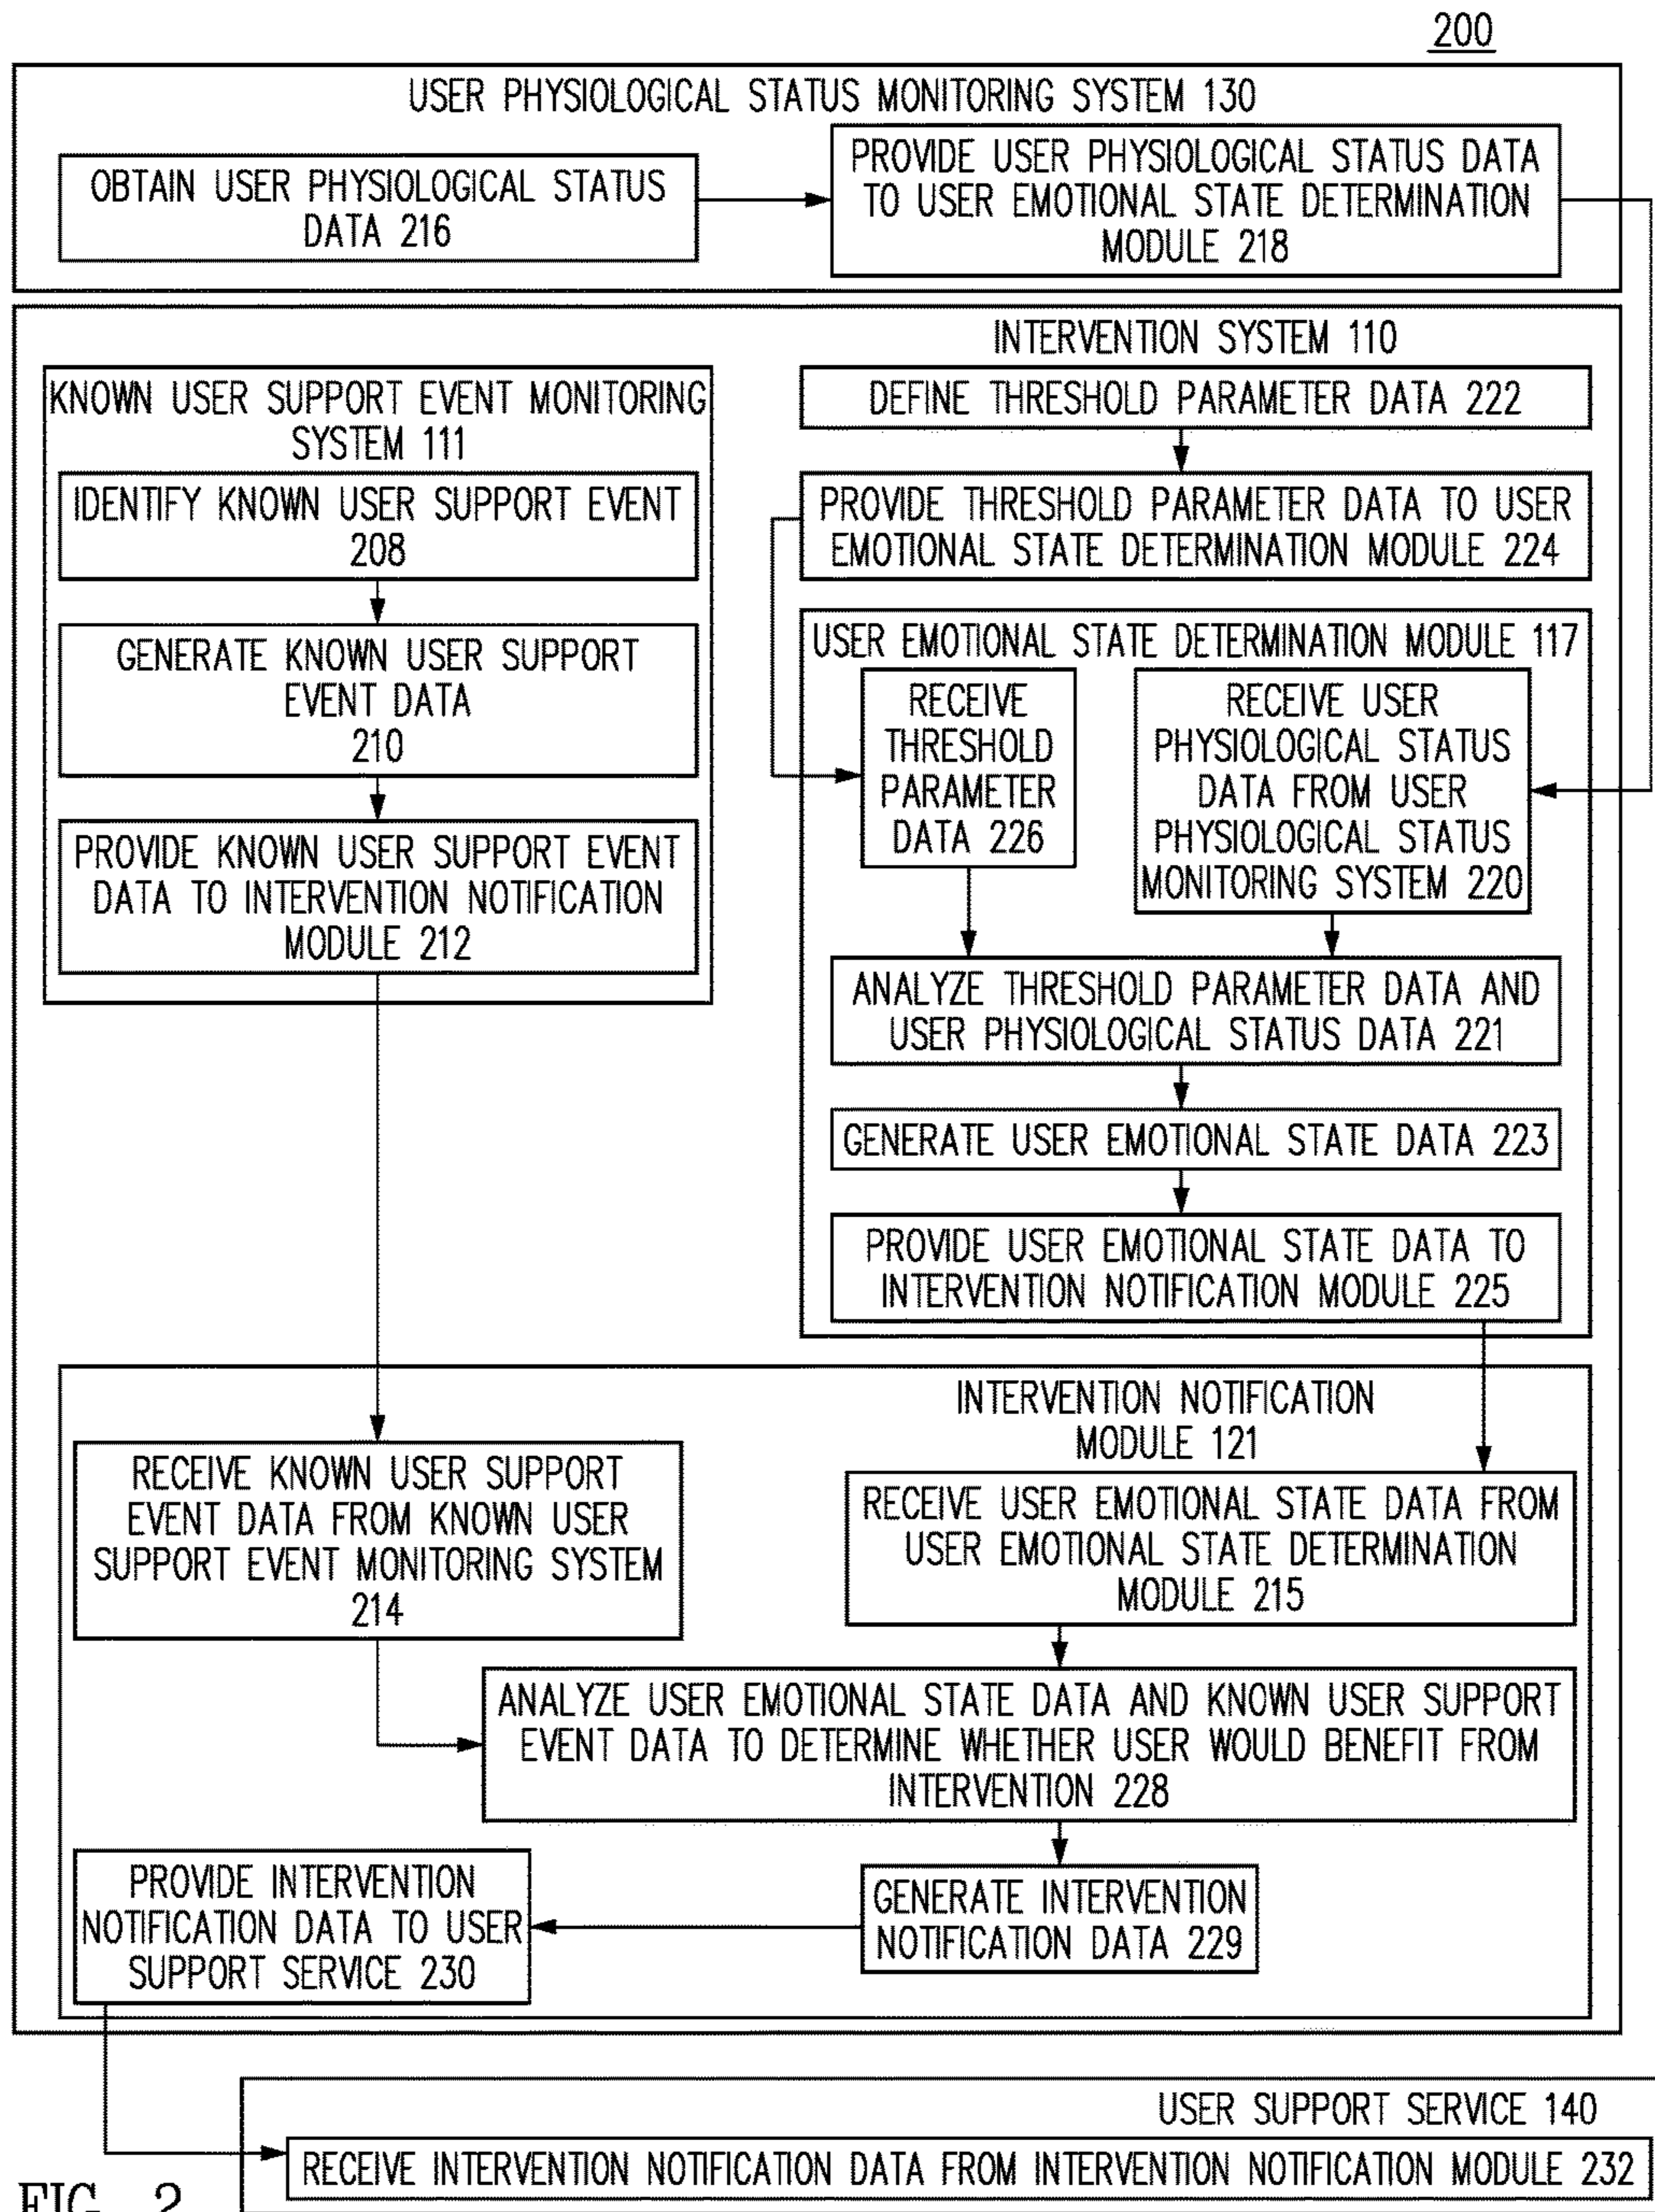 200
USER PHYSIOLOGICAL STATUS MONITORING SYSTEM 130
OBTAIN USER PHYSIOLOGICAL STATUS
DATA 216
PROVIDE USER PHYSIOLOGICAL STATUS DATA
TO USER EMOTIONAL STATE DETERMINATION
MODULE 218
INTERVENTION SYSTEM 110
KNOWN USER SUPPORT EVENT MONITORING
SYSTEM 111
IDENTIFY KNOWN USER SUPPORT EVENT
208
GENERATE KNOWN USER SUPPORT
EVENT DATA
210
PROVIDE KNOWN USER SUPPORT EVENT
DATA TO INTERVENTION NOTIFICATION
MODULE 212
DEFINE THRESHOLD PARAMETER DATA 222
PROVIDE THRESHOLD PARAMETER DATA TO USER
EMOTIONAL STATE DETERMINATION MODULE 224
USER EMOTIONAL STATE DETERMINATION MODULE 117
RECEIVE
THRESHOLD
PARAMETER
DATA 226
RECEIVE USER
PHYSIOLOGICAL STATUS
DATA FROM USER
PHYSIOLOGICAL STATUS
MONITORING SYSTEM 220
ANALYZE THRESHOLD PARAMETER DATA AND
USER PHYSIOLOGICAL STATUS DATA 221
GENERATE USER EMOTIONAL STATE DATA 223
PROVIDE USER EMOTIONAL STATE DATA TO
INTERVENTION NOTIFICATION MODULE 225
INTERVENTION NOTIFICATION
MODULE 121
RECEIVE KNOWN USER SUPPORT
EVENT DATA FROM KNOWN USER
SUPPORT EVENT MONITORING SYSTEM
214
RECEIVE USER EMOTIONAL STATE DATA FROM
USER EMOTIONAL STATE DETERMINATION
MODULE 215
ANALYZE USER EMOTIONAL STATE DATA AND KNOWN USER SUPPORT
EVENT DATA TO DETERMINE WHETHER USER WOULD BENEFIT FROM
INTERVENTION 228
GENERATE INTERVENTION
NOTIFICATION DATA 229
PROVIDE INTERVENTION
NOTIFICATION DATA TO USER
SUPPORT SERVICE 230
USER SUPPORT SERVICE 140
RECEIVE INTERVENTION NOTIFICATION DATA FROM INTERVENTION NOTIFICATION MODULE 232
FIG. 2